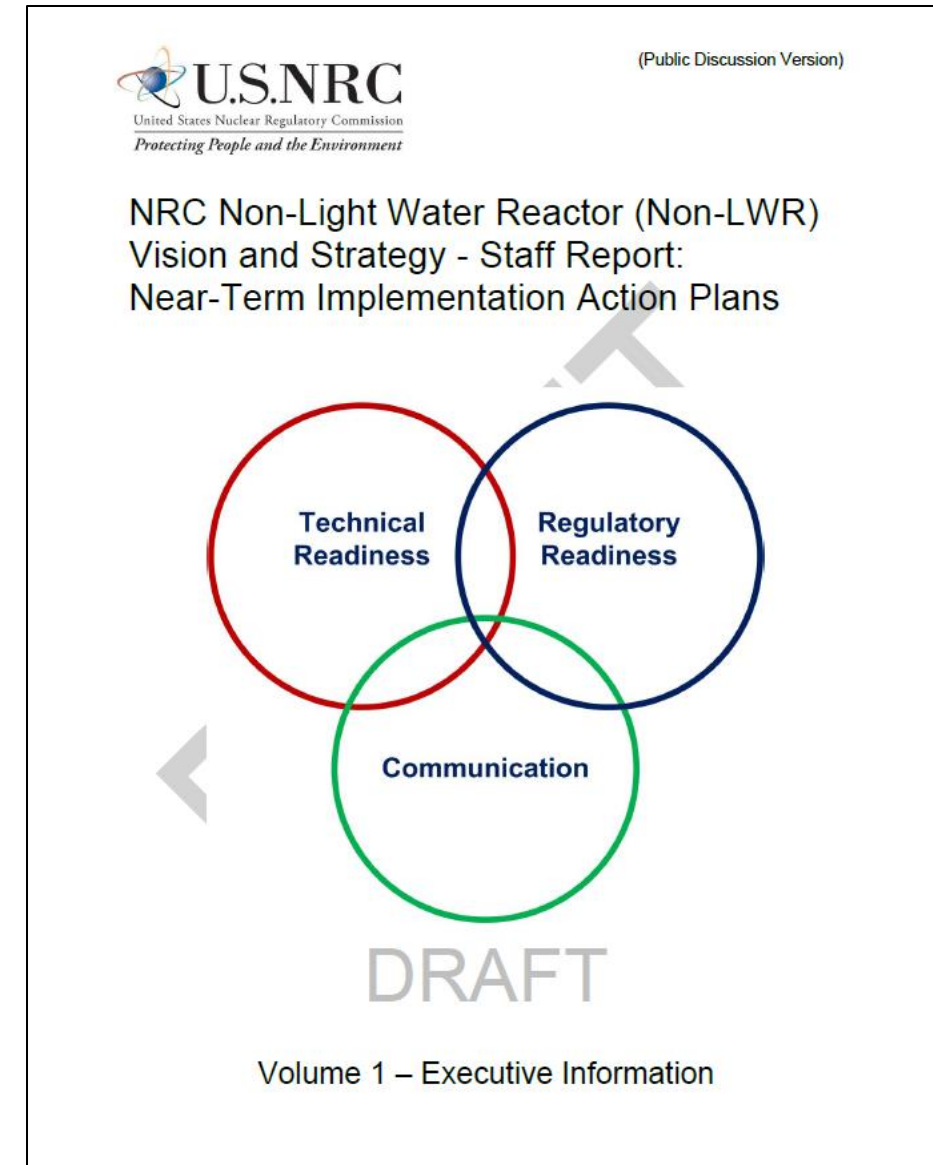 (Public Discussion Version)
U.S.NRC
United States Nuclear Regulatory Commission
Protecting People and the Environment
NRC Non-Light Water Reactor (Non-LWR)
Vision and Strategy - Staff Report:
Near-Term Implementation Action Plans
Technical
Readiness
Regulatory
Readiness
Communication
DRAFT
Volume 1 – Executive Information